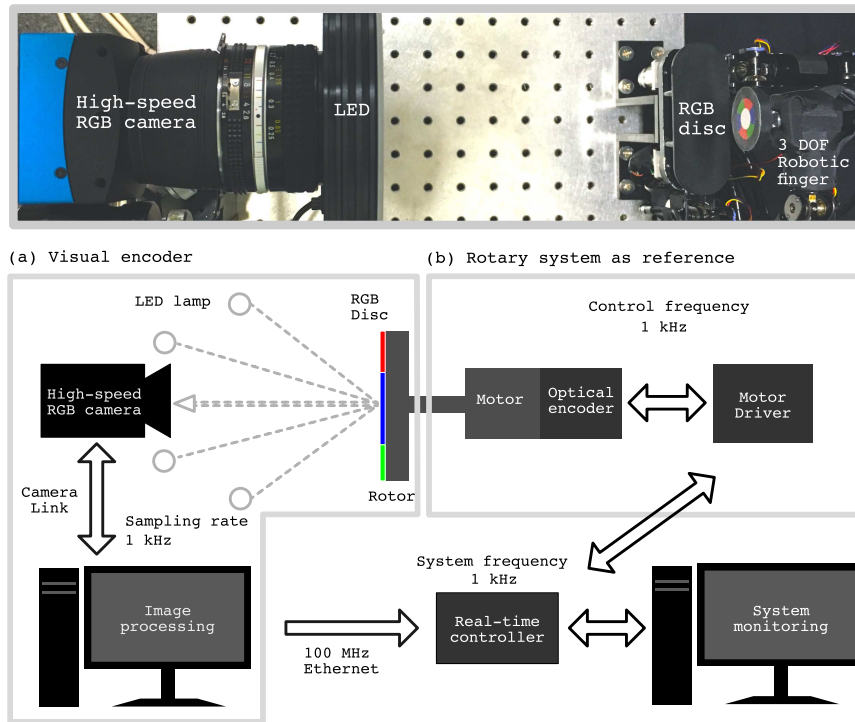 High-speed
RGB camera
LED
RGB
disc
3 DOF
Robotic
finger
(a) Visual encoder
(b) Rotary system as reference
LED lamp
RGB
Disc
Control frequency
1 kHz
High-speed
RGB camera
Motor
Optical
encoder
Motor
Driver
Camera
Link
Rotor
Sampling rate
1 kHz
System frequency
1 kHz
Image
processing
Real-time
controller
System
monitoring
100 MHz
Ethernet